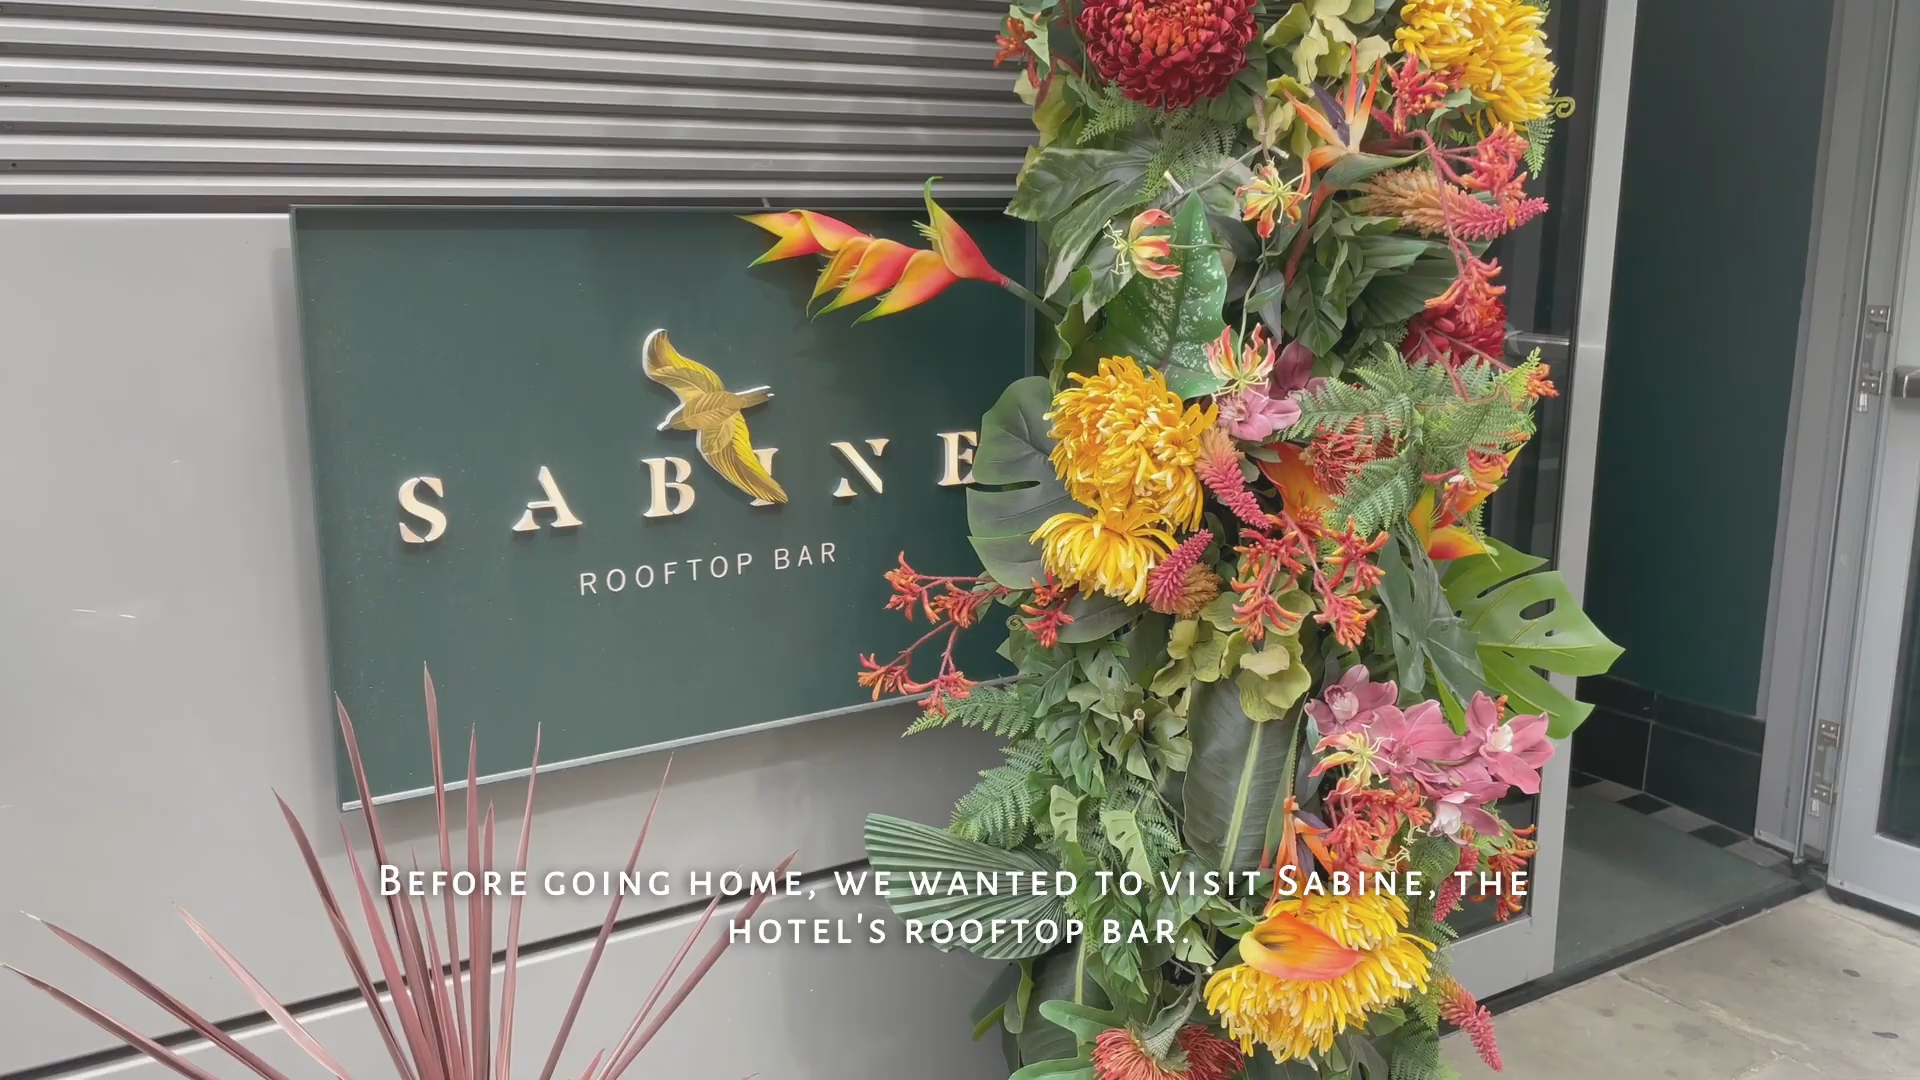 SABINE
ROOFTOP BAR
BEFORE GOING HOME, WE WANTED TO VISIT SABINE, THE
HOTEL'S ROOFTOP BAR.